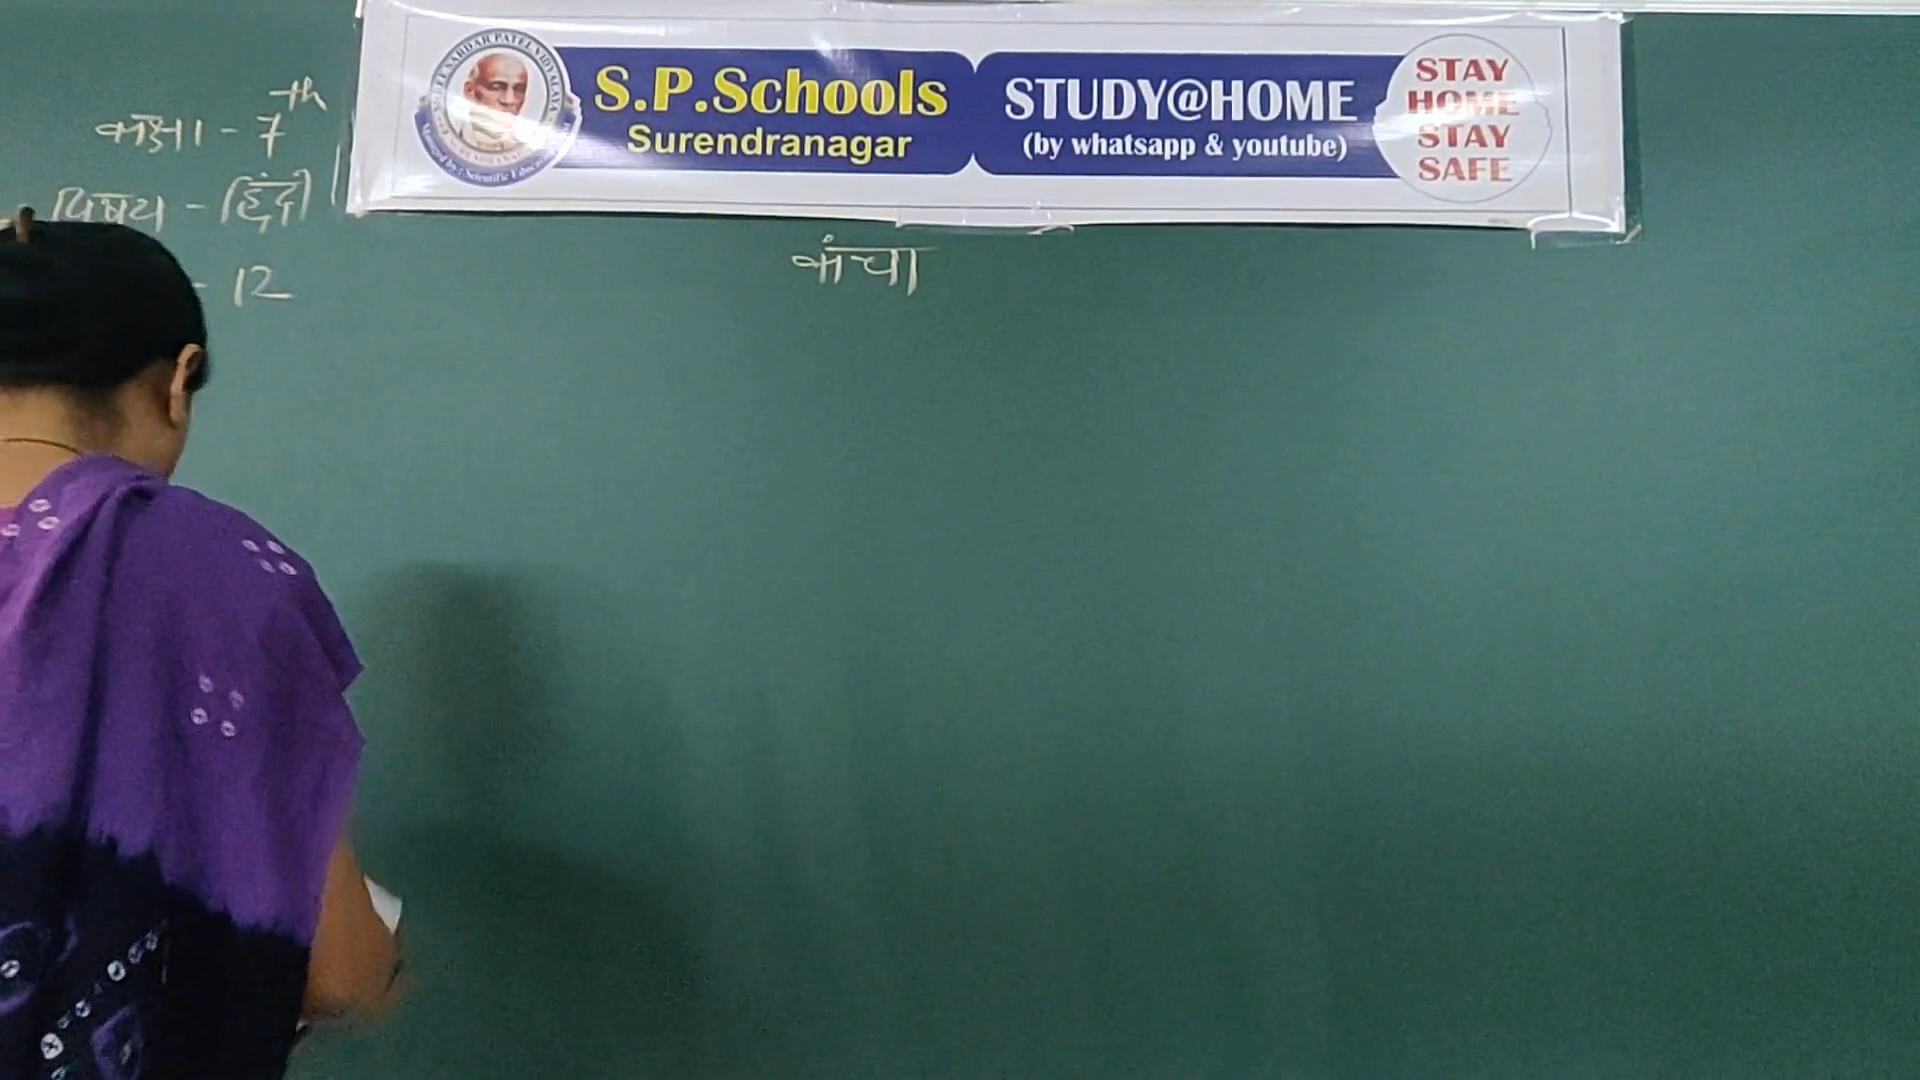 S.P.Schools
Surendranagar
STUDY@HOME
(by whatsapp & youtube)
STAY
HOME
STAY
SAFE
कक्षा - 7th
विषय - हिंदी
- 12
कंचा